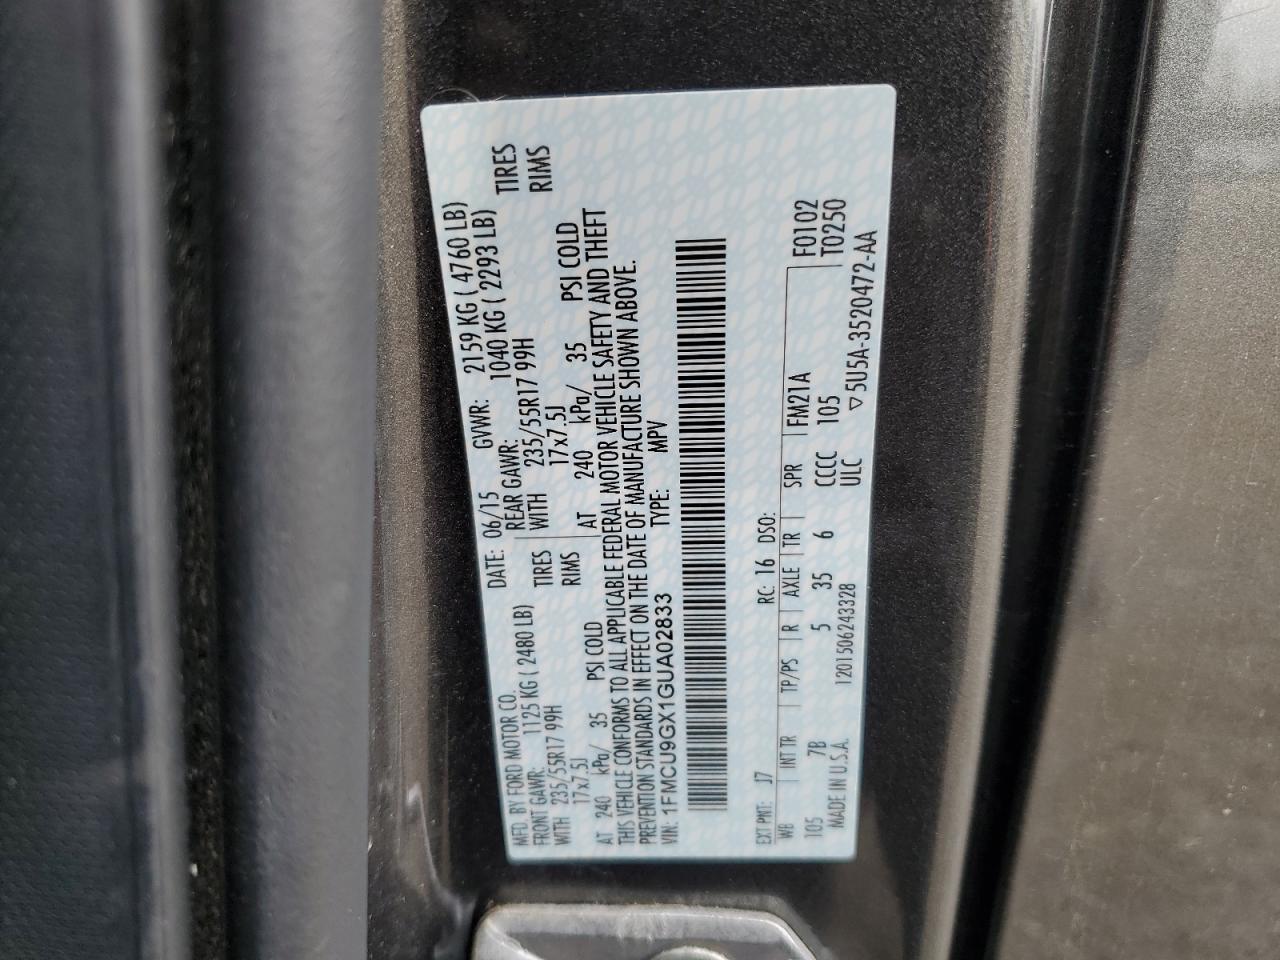 MFD. BY FORD MOTOR CO.
DATE: 06/15 GVWR: 2159 KG ( 4760 LB)
FRONT GAWR: 1125 KG ( 2480 LB)
REAR GAWR: 1040 KG ( 2293 LB)
WITH 235/55R17 99H TIRES
WITH 235/55R17 99H TIRES
17x7.5J RIMS
17x7.5J RIMS
AT 240 kPa/ 35 PSI COLD
AT 240 kPa/ 35 PSI COLD
THIS VEHICLE CONFORMS TO ALL APPLICABLE FEDERAL MOTOR VEHICLE SAFETY AND THEFT
PREVENTION STANDARDS IN EFFECT ON THE DATE OF MANUFACTURE SHOWN ABOVE.
VIN: 1FMCU9GX1GUA02833 TYPE: MPV
EXT PNT: J7 RC: 16 DSO: F0102
WB INT TR TP/PS R AXLE TR SPR FM21A T0250
105 7B 5 35 6 CCCC 105
ULC
MADE IN U.S.A. 1201506243328 ▽5U5A-3520472-AA